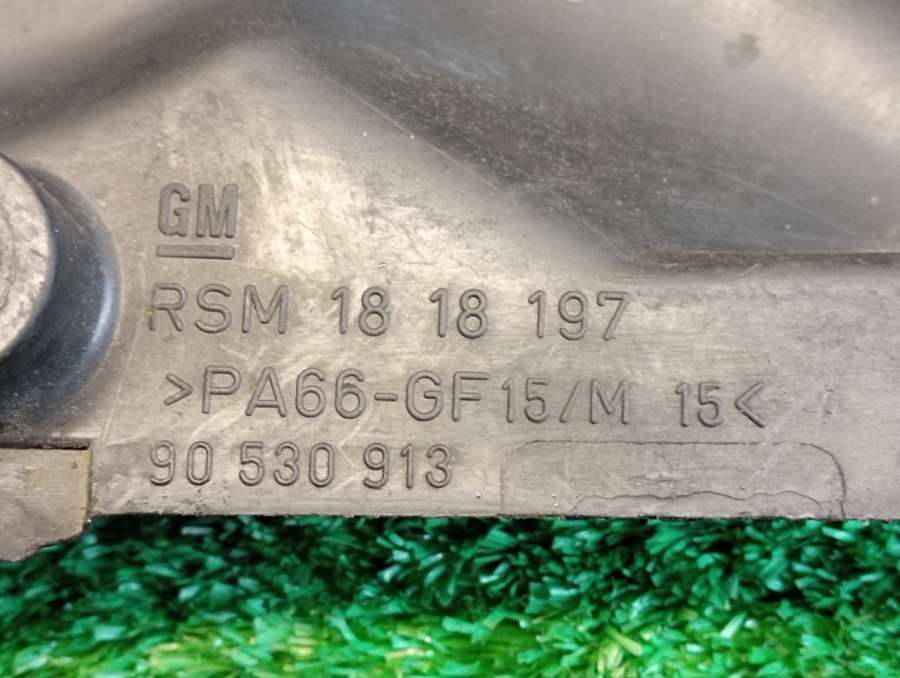 GM
RSM 18 18 197
>PA66-GF15/M 15<
90 530 913